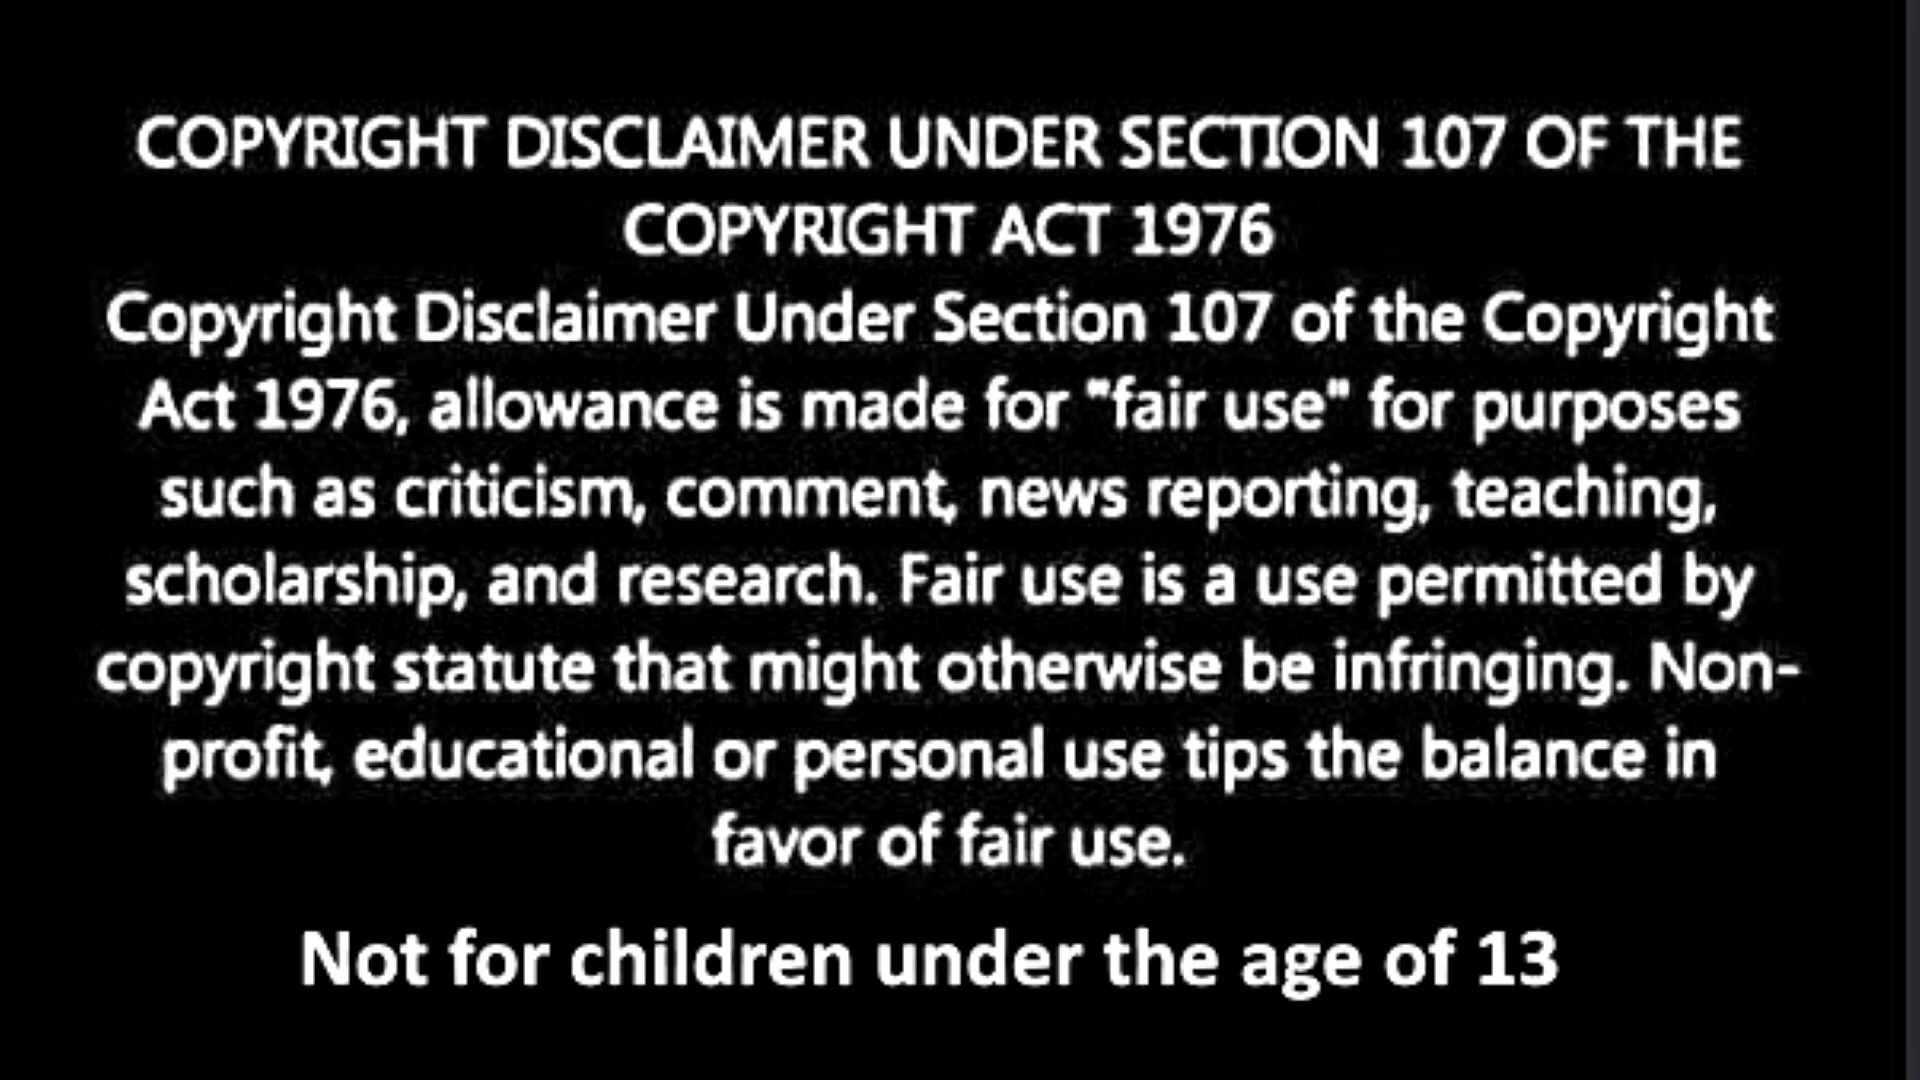 COPYRIGHT DISCLAIMER UNDER SECTION 107 OF THE
COPYRIGHT ACT 1976
Copyright Disclaimer Under Section 107 of the Copyright
Act 1976, allowance is made for "fair use" for purposes
such as criticism, comment, news reporting, teaching,
scholarship, and research. Fair use is a use permitted by
copyright statute that might otherwise be infringing. Non-
profit, educational or personal use tips the balance in
favor of fair use.
Not for children under the age of 13